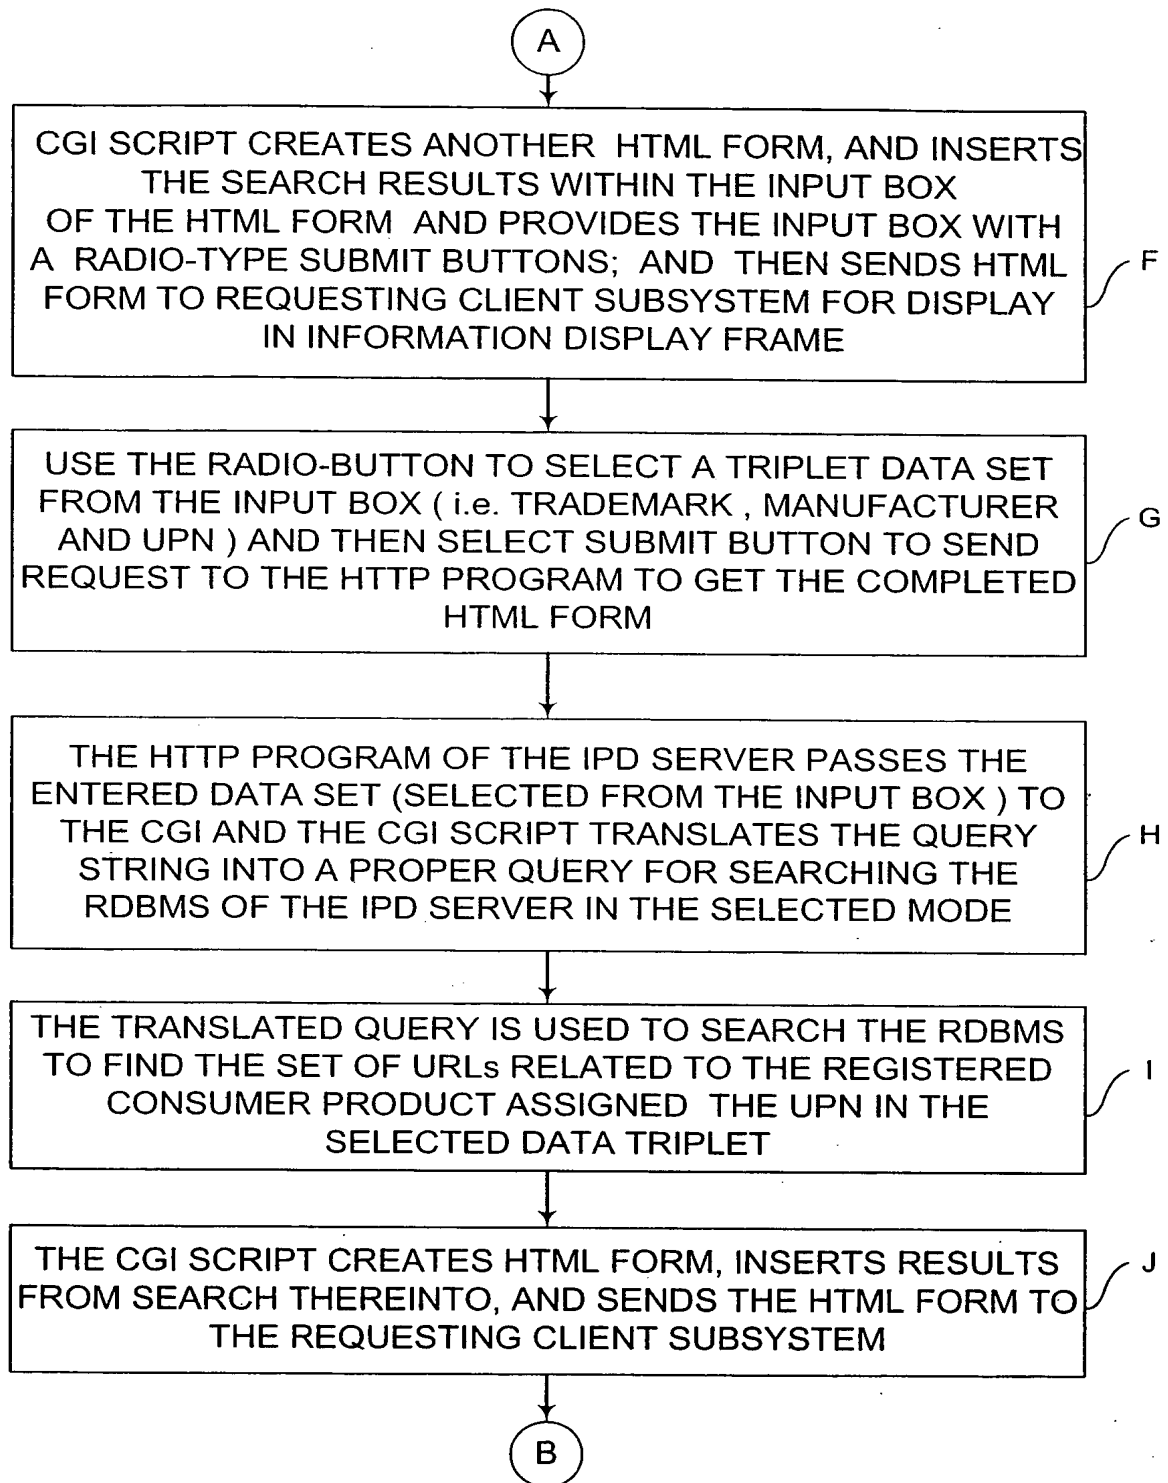 A
CGI SCRIPT CREATES ANOTHER HTML FORM, AND INSERTS
THE SEARCH RESULTS WITHIN THE INPUT BOX
OF THE HTML FORM AND PROVIDES THE INPUT BOX WITH
A RADIO-TYPE SUBMIT BUTTONS; AND THEN SENDS HTML
FORM TO REQUESTING CLIENT SUBSYSTEM FOR DISPLAY
IN INFORMATION DISPLAY FRAME
F
USE THE RADIO-BUTTON TO SELECT A TRIPLET DATA SET
FROM THE INPUT BOX ( i.e. TRADEMARK , MANUFACTURER
AND UPN ) AND THEN SELECT SUBMIT BUTTON TO SEND
REQUEST TO THE HTTP PROGRAM TO GET THE COMPLETED
HTML FORM
G
THE HTTP PROGRAM OF THE IPD SERVER PASSES THE
ENTERED DATA SET (SELECTED FROM THE INPUT BOX ) TO
THE CGI AND THE CGI SCRIPT TRANSLATES THE QUERY
STRING INTO A PROPER QUERY FOR SEARCHING THE
RDBMS OF THE IPD SERVER IN THE SELECTED MODE
H
THE TRANSLATED QUERY IS USED TO SEARCH THE RDBMS
TO FIND THE SET OF URLs RELATED TO THE REGISTERED
CONSUMER PRODUCT ASSIGNED THE UPN IN THE
SELECTED DATA TRIPLET
I
THE CGI SCRIPT CREATES HTML FORM, INSERTS RESULTS
FROM SEARCH THEREINTO, AND SENDS THE HTML FORM TO
THE REQUESTING CLIENT SUBSYSTEM
J
B